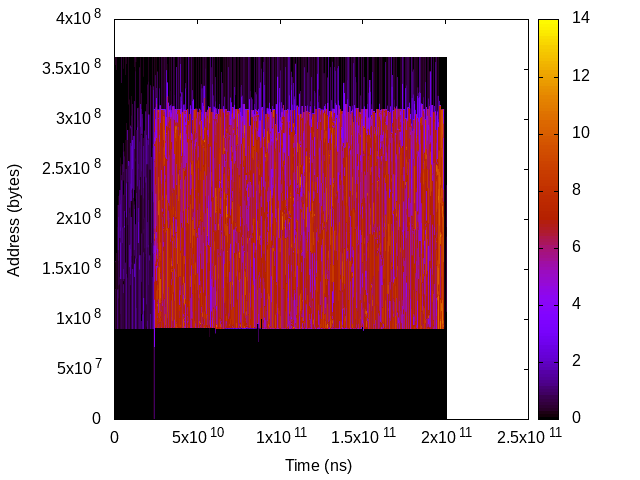 4x10^8
3.5x10^8
3x10^8
2.5x10^8
2x10^8
1.5x10^8
1x10^8
5x10^7
0
Address (bytes)
0
5x10^10
1x10^11
1.5x10^11
2x10^11
2.5x10^11
Time (ns)
14
12
10
8
6
4
2
0